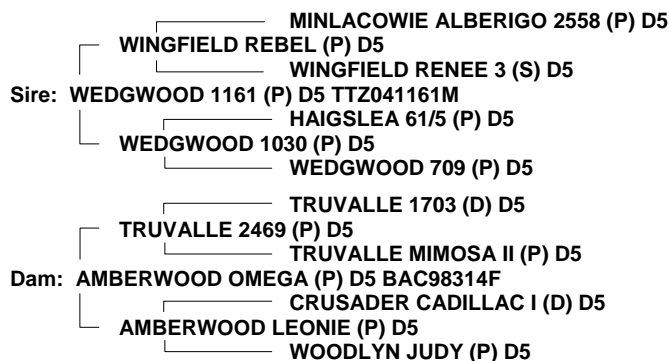 MINLACOWIE ALBERIGO 2558 (P) D5
WINGFIELD REBEL (P) D5
WINGFIELD RENEE 3 (S) D5
Sire: WEDGWOOD 1161 (P) D5 TTZ041161M
HAIGSLEA 61/5 (P) D5
WEDGWOOD 1030 (P) D5
WEDGWOOD 709 (P) D5
TRUVALLE 1703 (D) D5
TRUVALLE 2469 (P) D5
TRUVALLE MIMOSA II (P) D5
Dam: AMBERWOOD OMEGA (P) D5 BAC98314F
CRUSADER CADILLAC I (D) D5
AMBERWOOD LEONIE (P) D5
WOODLYN JUDY (P) D5